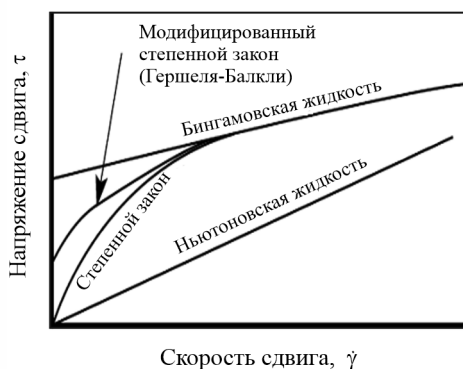 Модифицированный
степенной закон
(Гершеля-Балкли)
Бингамовская жидкость
Напряжение сдвига, τ
Степенной закон
Ньютоновская жидкость
Скорость сдвига, γ̇